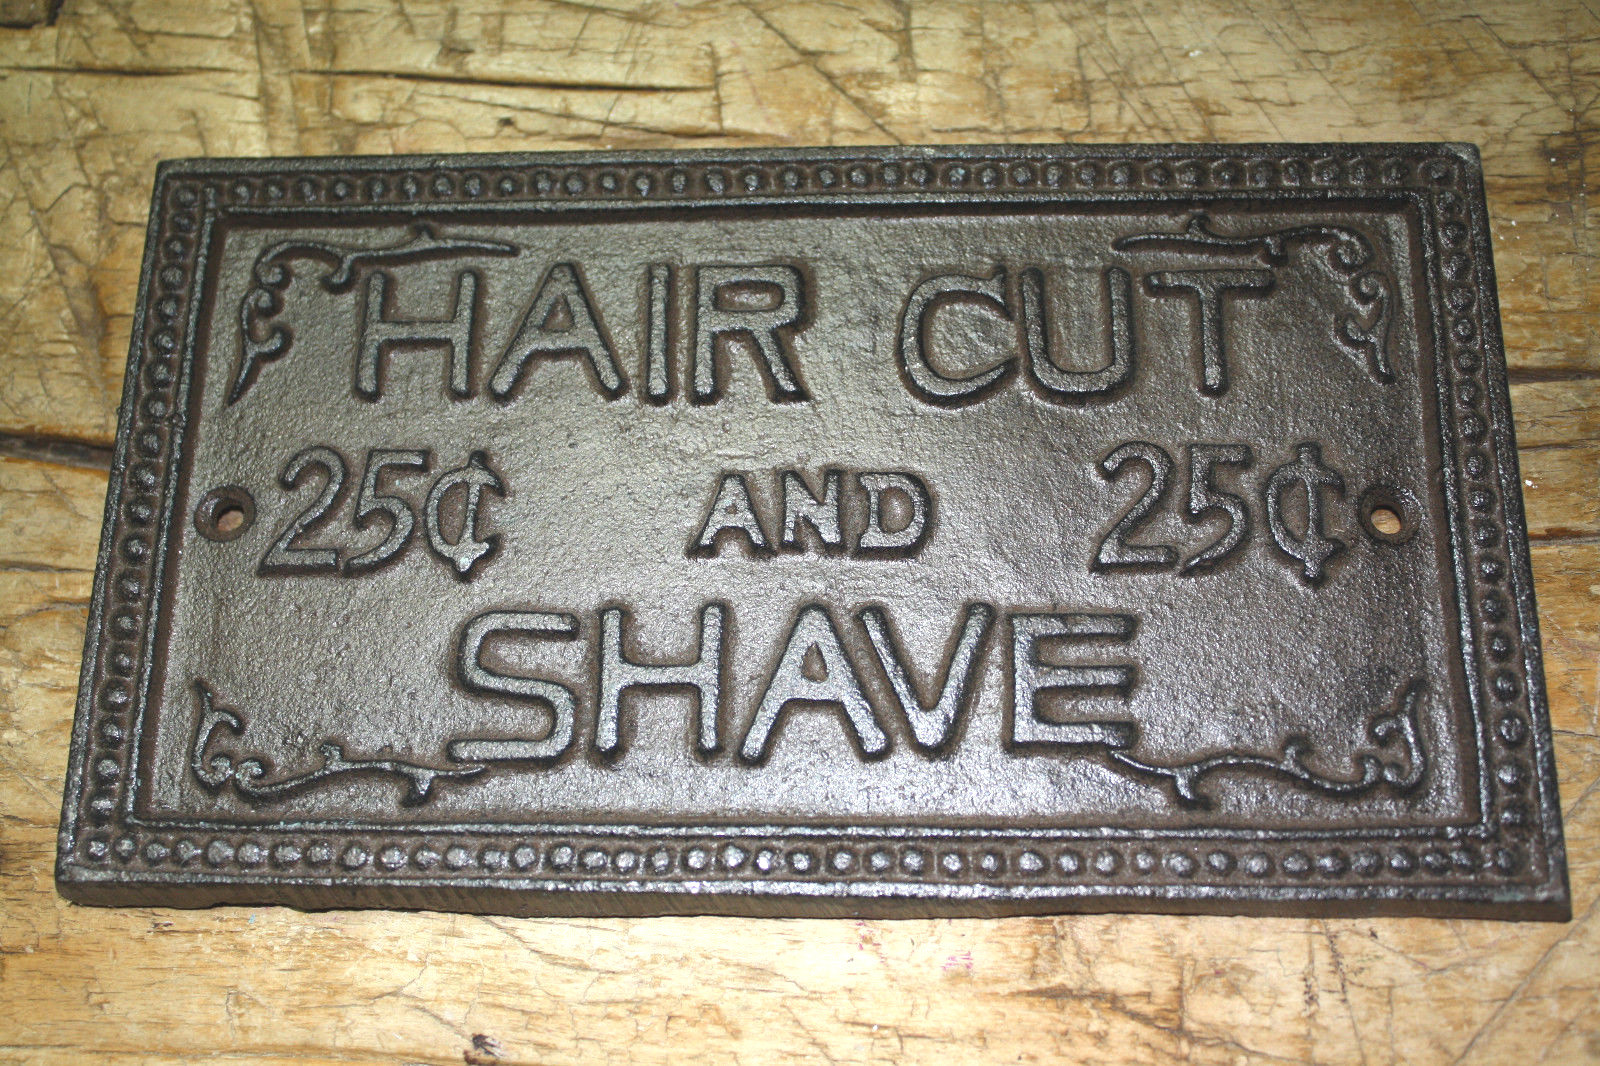 HAIR CUT
25¢ AND 25¢
SHAVE